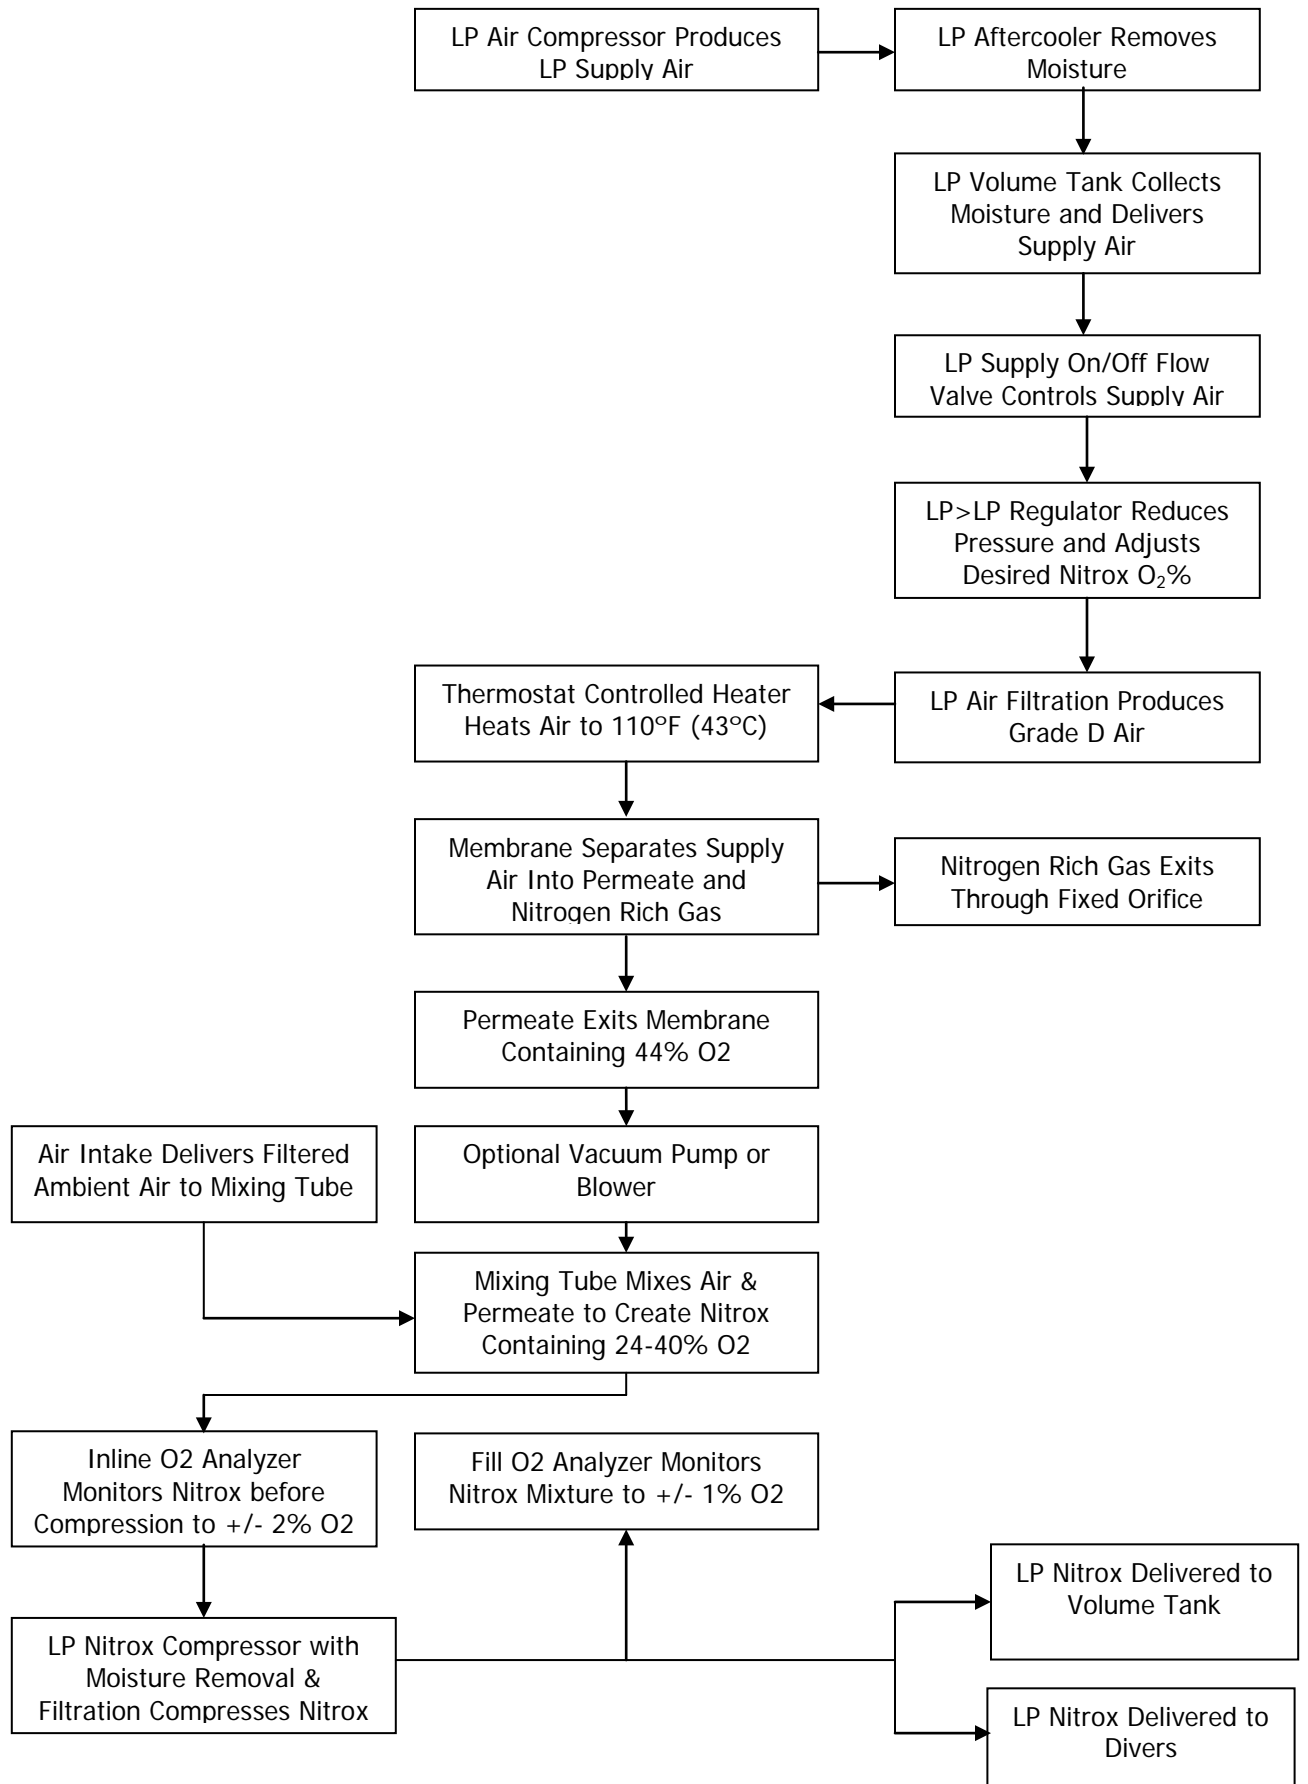 LP Air Compressor Produces
LP Supply Air
LP Aftercooler Removes
Moisture
LP Volume Tank Collects
Moisture and Delivers
Supply Air
LP Supply On/Off Flow
Valve Controls Supply Air
LP>LP Regulator Reduces
Pressure and Adjusts
Desired Nitrox O₂%
LP Air Filtration Produces
Grade D Air
Thermostat Controlled Heater
Heats Air to 110ºF (43ºC)
Membrane Separates Supply
Air Into Permeate and
Nitrogen Rich Gas
Nitrogen Rich Gas Exits
Through Fixed Orifice
Permeate Exits Membrane
Containing 44% O2
Optional Vacuum Pump or
Blower
Air Intake Delivers Filtered
Ambient Air to Mixing Tube
Mixing Tube Mixes Air &
Permeate to Create Nitrox
Containing 24-40% O2
Inline O2 Analyzer
Monitors Nitrox before
Compression to +/- 2% O2
Fill O2 Analyzer Monitors
Nitrox Mixture to +/- 1% O2
LP Nitrox Compressor with
Moisture Removal &
Filtration Compresses Nitrox
LP Nitrox Delivered to
Volume Tank
LP Nitrox Delivered to
Divers